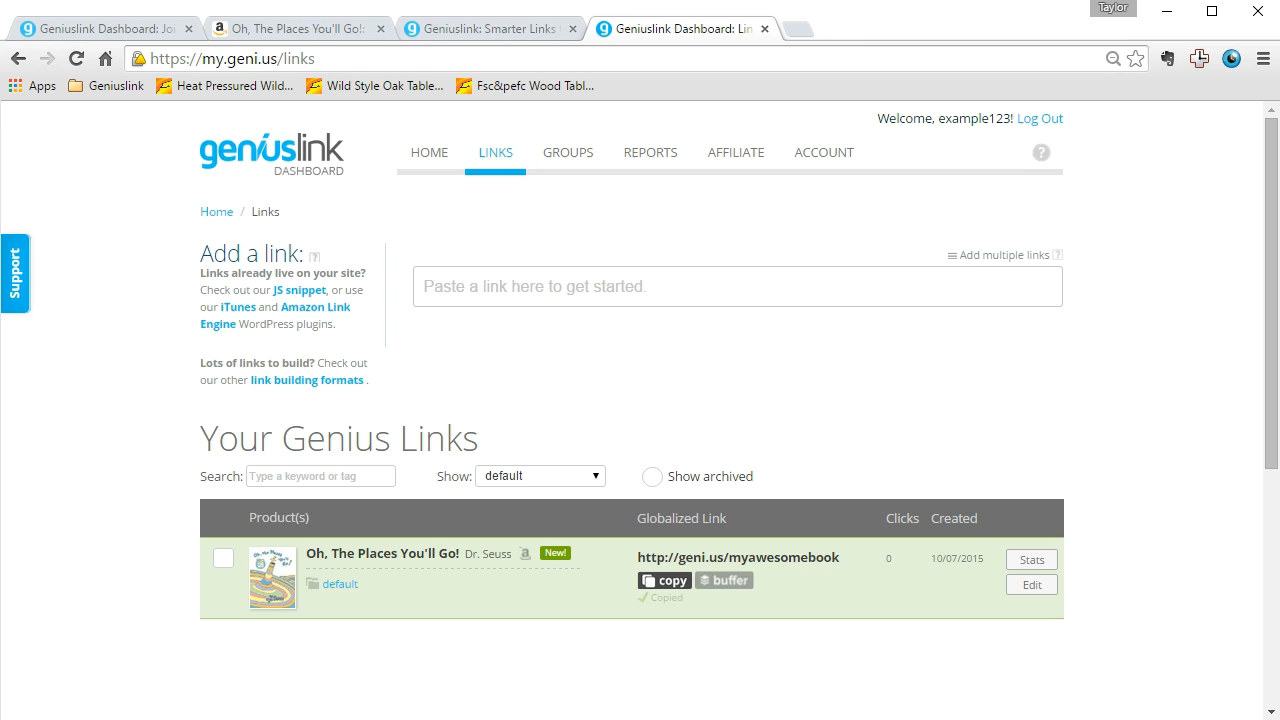 Taylor
Geniuslink Dashboard: Joi
Oh, The Places You'll Go!:
Geniuslink: Smarter Links
Geniuslink Dashboard: Lin
https://my.geni.us/links
Apps
Geniuslink
Heat Pressured Wild...
Wild Style Oak Table...
Fsc&pefc Wood Tabl...
Welcome, example123! Log Out
geniuslink
DASHBOARD
HOME
LINKS
GROUPS
REPORTS
AFFILIATE
ACCOUNT
?
Home / Links
Support
Add a link: ?
Links already live on your site?
Check out our JS snippet, or use
our iTunes and Amazon Link
Engine WordPress plugins.
Lots of links to build? Check out
our other link building formats .
Add multiple links ?
Paste a link here to get started.
Your Genius Links
Search: Type a keyword or tag
Show: default
Show archived
Product(s)
Globalized Link
Clicks
Created
Oh, The Places You'll Go! Dr. Seuss a New!
default
http://geni.us/myawesomebook
copy
buffer
Copied
0
10/07/2015
Stats
Edit